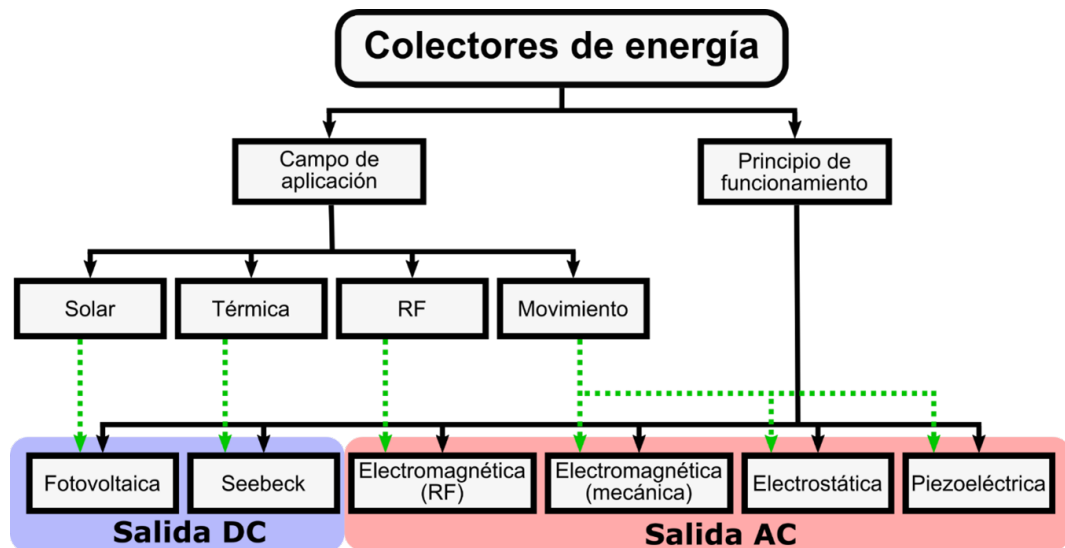 Colectores de energía
Campo de
aplicación
Principio de
funcionamiento
Solar
Térmica
RF
Movimiento
Fotovoltaica
Seebeck
Electromagnética
(RF)
Electromagnética
(mecánica)
Electrostática
Piezoeléctrica
Salida DC
Salida AC